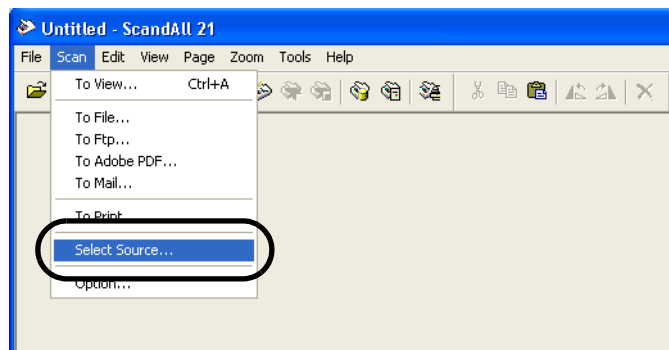 Untitled - ScandAll 21
File Scan Edit View Page Zoom Tools Help
To View... Ctrl+A
To File...
To Ftp...
To Adobe PDF...
To Mail...
To Print...
Select Source...
Option...